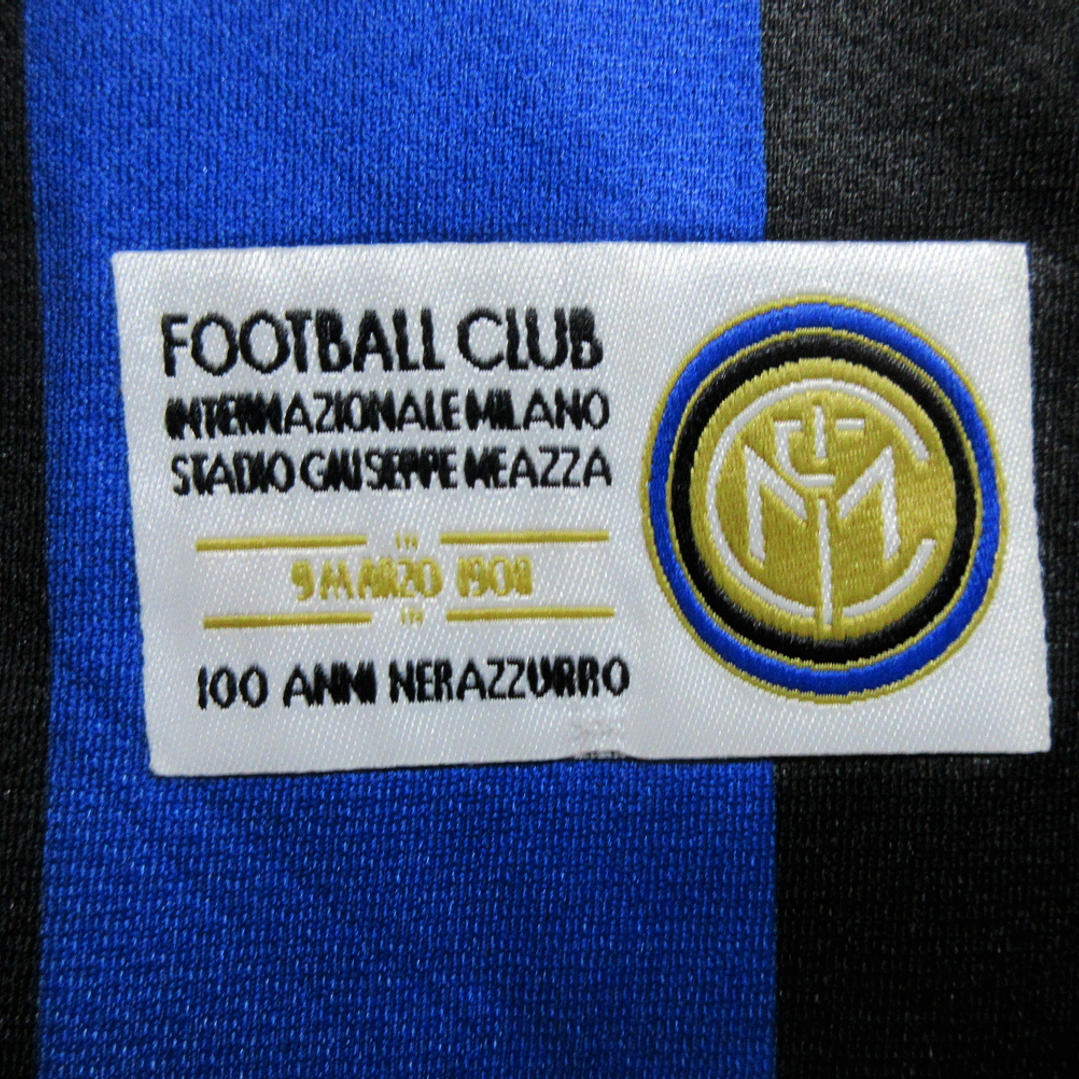 FOOTBALL CLUB
INTERNAZIONALE MILANO
STADIO GIUSEPPE MEAZZA
9 MARZO 1908
100 ANNI NERAZZURRO